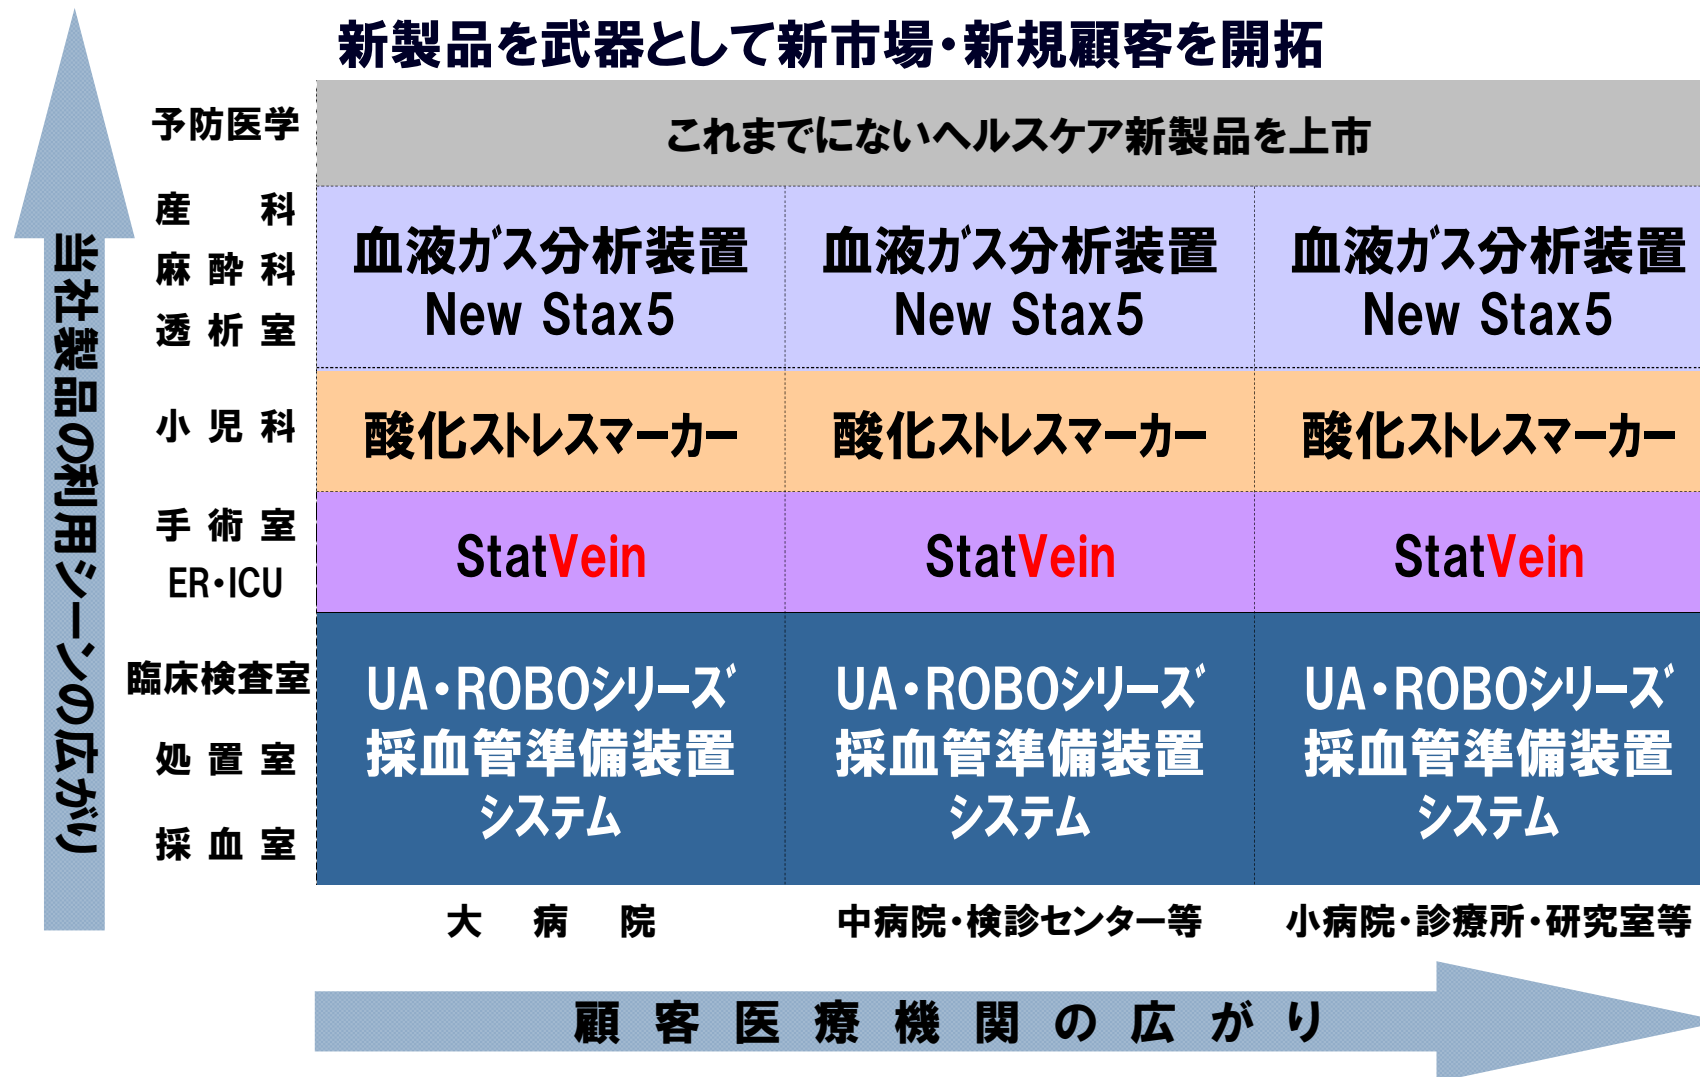 新製品を武器として新市場・新規顧客を開拓
当社製品の利用シーンの広がり
予防医学
これまでにないヘルスケア新製品を上市
産科
麻酔科
透析室
血液ガス分析装置
New Stax5
血液ガス分析装置
New Stax5
血液ガス分析装置
New Stax5
小児科
酸化ストレスマーカー
酸化ストレスマーカー
酸化ストレスマーカー
手術室
ER・ICU
StatVein
StatVein
StatVein
臨床検査室
処置室
採血室
UA・ROBOシリーズ
採血管準備装置
システム
UA・ROBOシリーズ
採血管準備装置
システム
UA・ROBOシリーズ
採血管準備装置
システム
大病院
中病院・検診センター等
小病院・診療所・研究室等
顧客医療機関の広がり